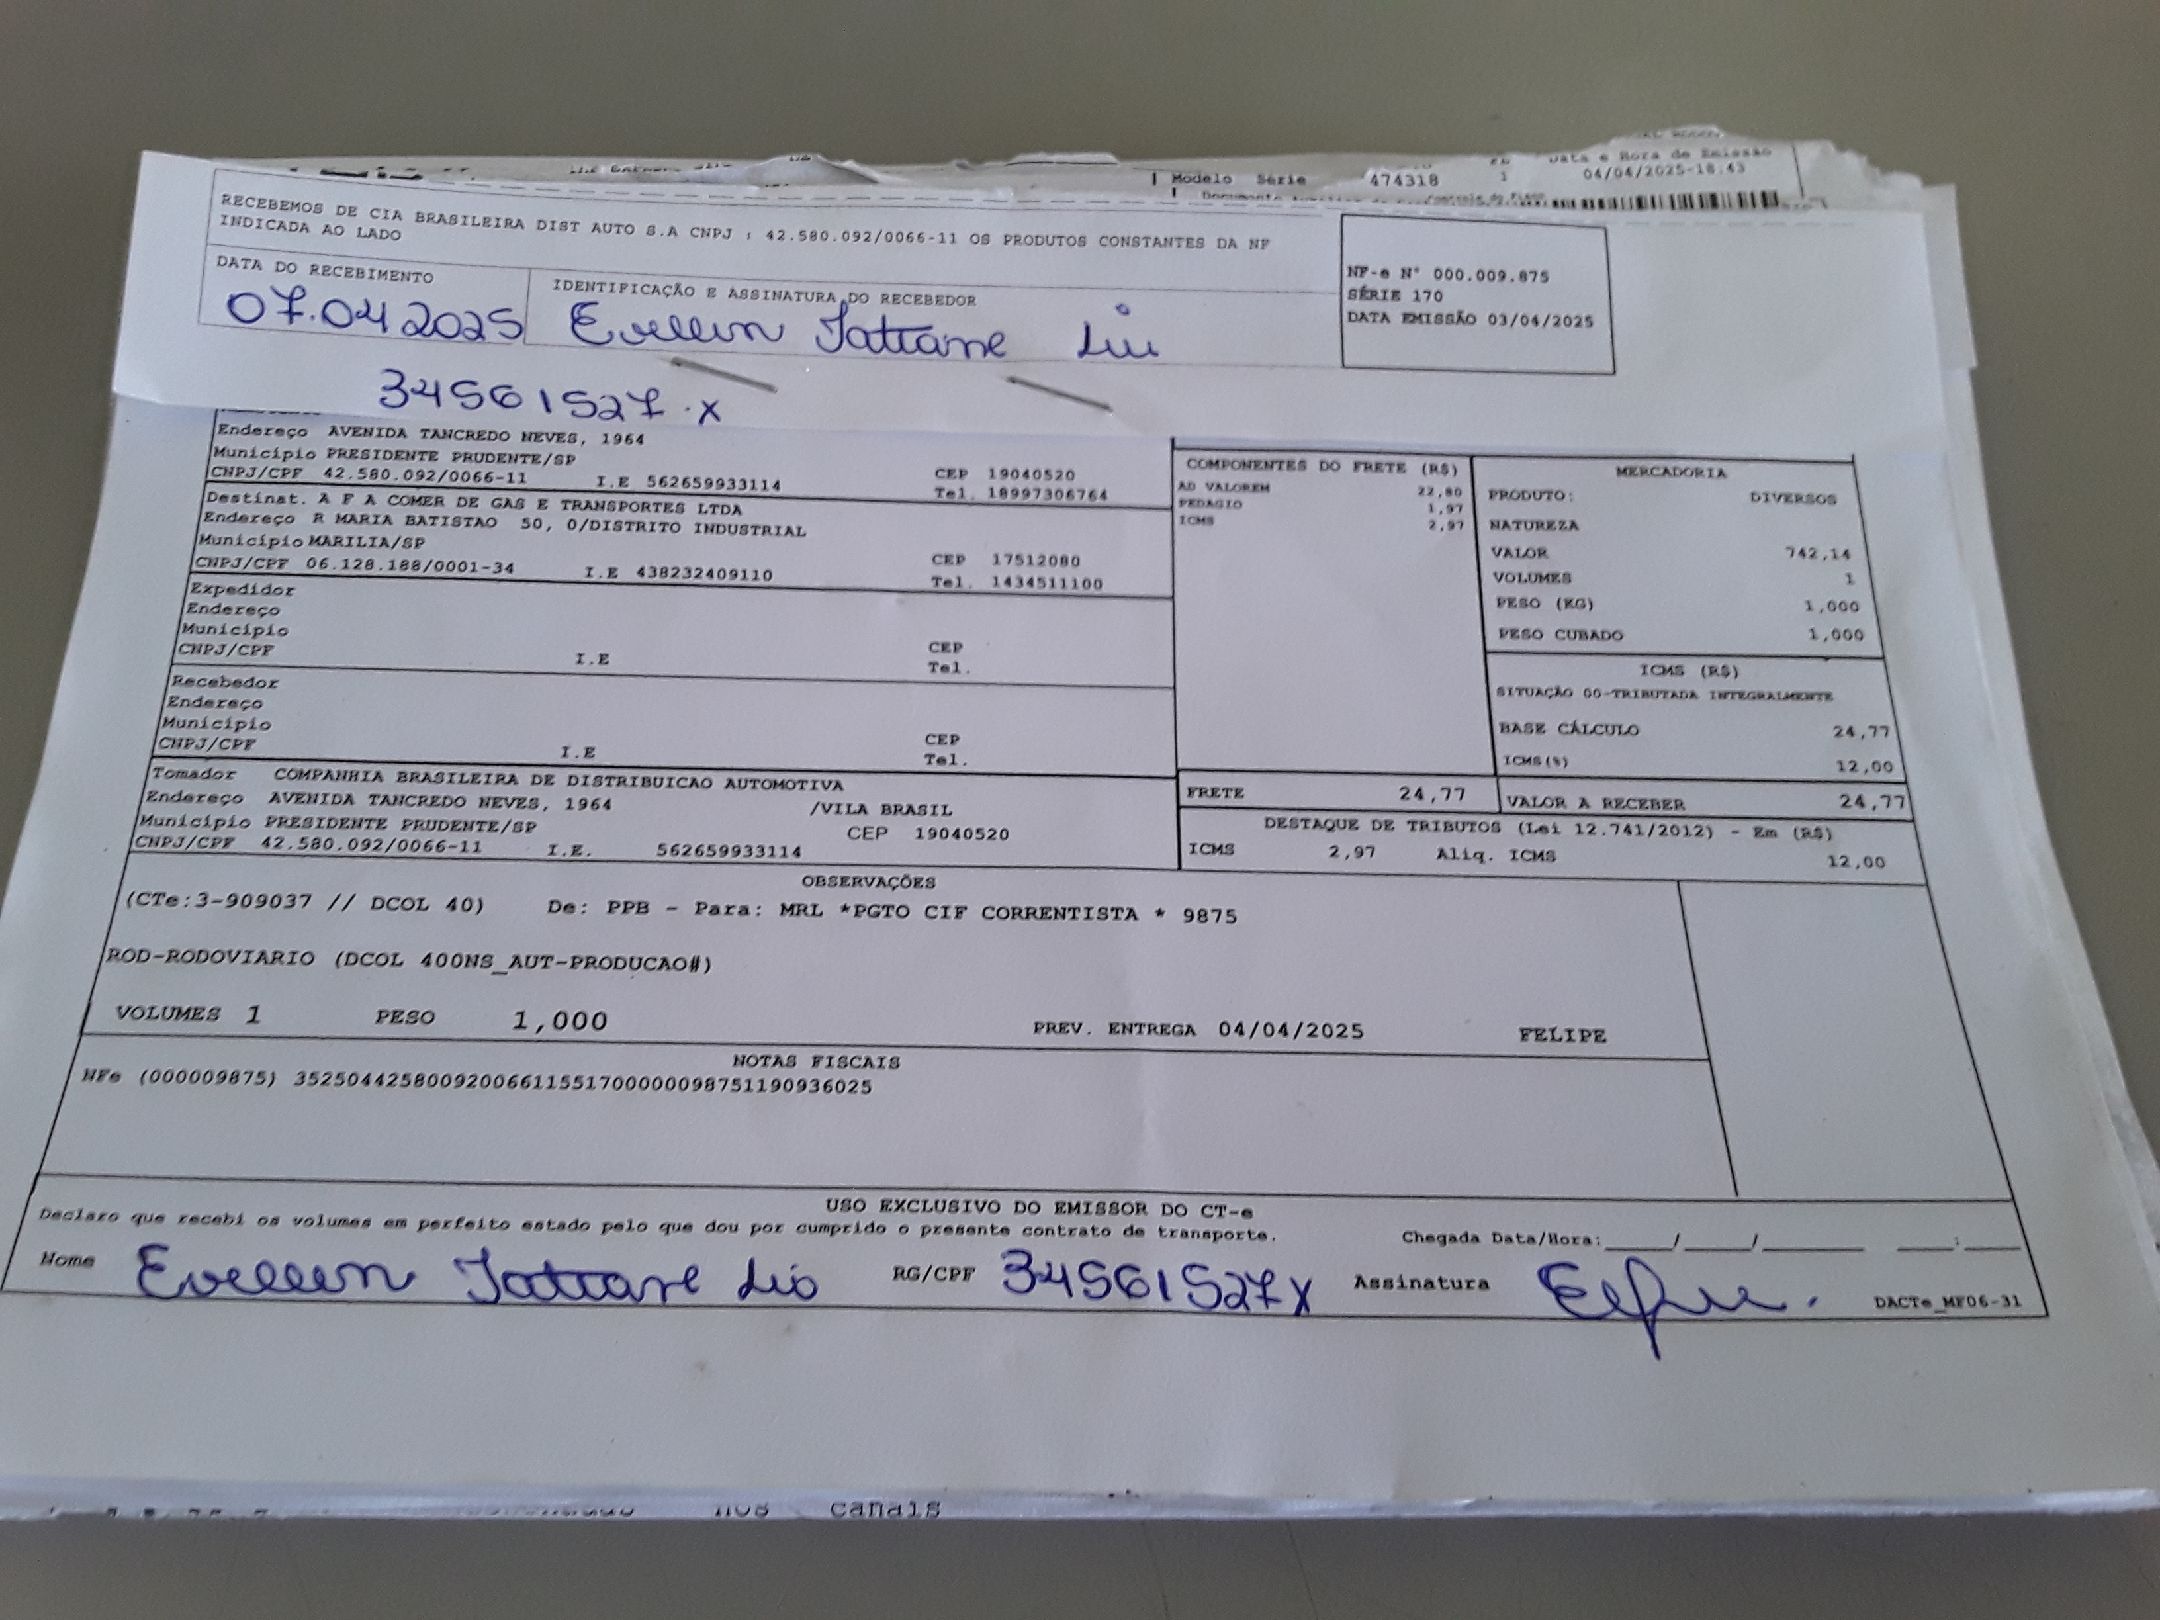 Modelo Série 474318 1 Data e Hora de Emissão
04/04/2025-18.43
RECEBEMOS DE CIA BRASILEIRA DIST AUTO S.A CNPJ : 42.580.092/0066-11 OS PRODUTOS CONSTANTES DA NF
INDICADA AO LADO
DATA DO RECEBIMENTO
07.04 2025
IDENTIFICAÇÃO E ASSINATURA DO RECEBEDOR
Evellin Tatiane
NF-e N° 000.009.875
SÉRIE 170
DATA EMISSÃO 03/04/2025
34561527.x
Endereço AVENIDA TANCREDO NEVES, 1964
Município PRESIDENTE PRUDENTE/SP
CNPJ/CPF 42.580.092/0066-11 I.E 562659933114
CEP 19040520
Tel. 18997306764
Destinat. A F A COMER DE GAS E TRANSPORTES LTDA
Endereço R MARIA BATISTAO 50, 0/DISTRITO INDUSTRIAL
Município MARILIA/SP
CNPJ/CPF 06.128.188/0001-34 I.E 438232409110
CEP 17512080
Tel. 1434511100
Expedidor
Endereço
Município
CNPJ/CPF I.E
CEP
Tel.
Recebedor
Endereço
Município
CNPJ/CPF I.E
CEP
Tel.
Tomador COMPANHIA BRASILEIRA DE DISTRIBUICAO AUTOMOTIVA
Endereço AVENIDA TANCREDO NEVES, 1964 /VILA BRASIL
Município PRESIDENTE PRUDENTE/SP CEP 19040520
CNPJ/CPF 42.580.092/0066-11 I.E. 562659933114
COMPONENTES DO FRETE (R$)
AD VALOREM 22,80
PEDAGIO 1,97
ICMS 2,97
MERCADORIA
PRODUTO: DIVERSOS
NATUREZA
VALOR 742,14
VOLUMES 1
PESO (KG) 1,000
PESO CUBADO 1,000
ICMS (R$)
SITUAÇÃO 00-TRIBUTADA INTEGRALMENTE
BASE CÁLCULO 24,77
ICMS(%) 12,00
FRETE 24,77
VALOR A RECEBER 24,77
DESTAQUE DE TRIBUTOS (Lei 12.741/2012) - Em (R$)
ICMS 2,97 Aliq. ICMS 12,00
OBSERVAÇÕES
(CTe:3-909037 // DCOL 40) De: PPB - Para: MRL *PGTO CIF CORRENTISTA * 9875
ROD-RODOVIARIO (DCOL 400NS_AUT-PRODUCAO#)
VOLUMES 1 PESO 1,000 PREV. ENTREGA 04/04/2025 FELIPE
NOTAS FISCAIS
NFe (000009875) 35250442580092006611551700000098751190936025
USO EXCLUSIVO DO EMISSOR DO CT-e
Declaro que recebi os volumes em perfeito estado pelo que dou por cumprido o presente contrato de transporte.
Chegada Data/Hora:_____/_____/________ ____:____
Nome Evellin Tatiane RG/CPF 34561527x Assinatura
DACTe_MF06-31
nos canais